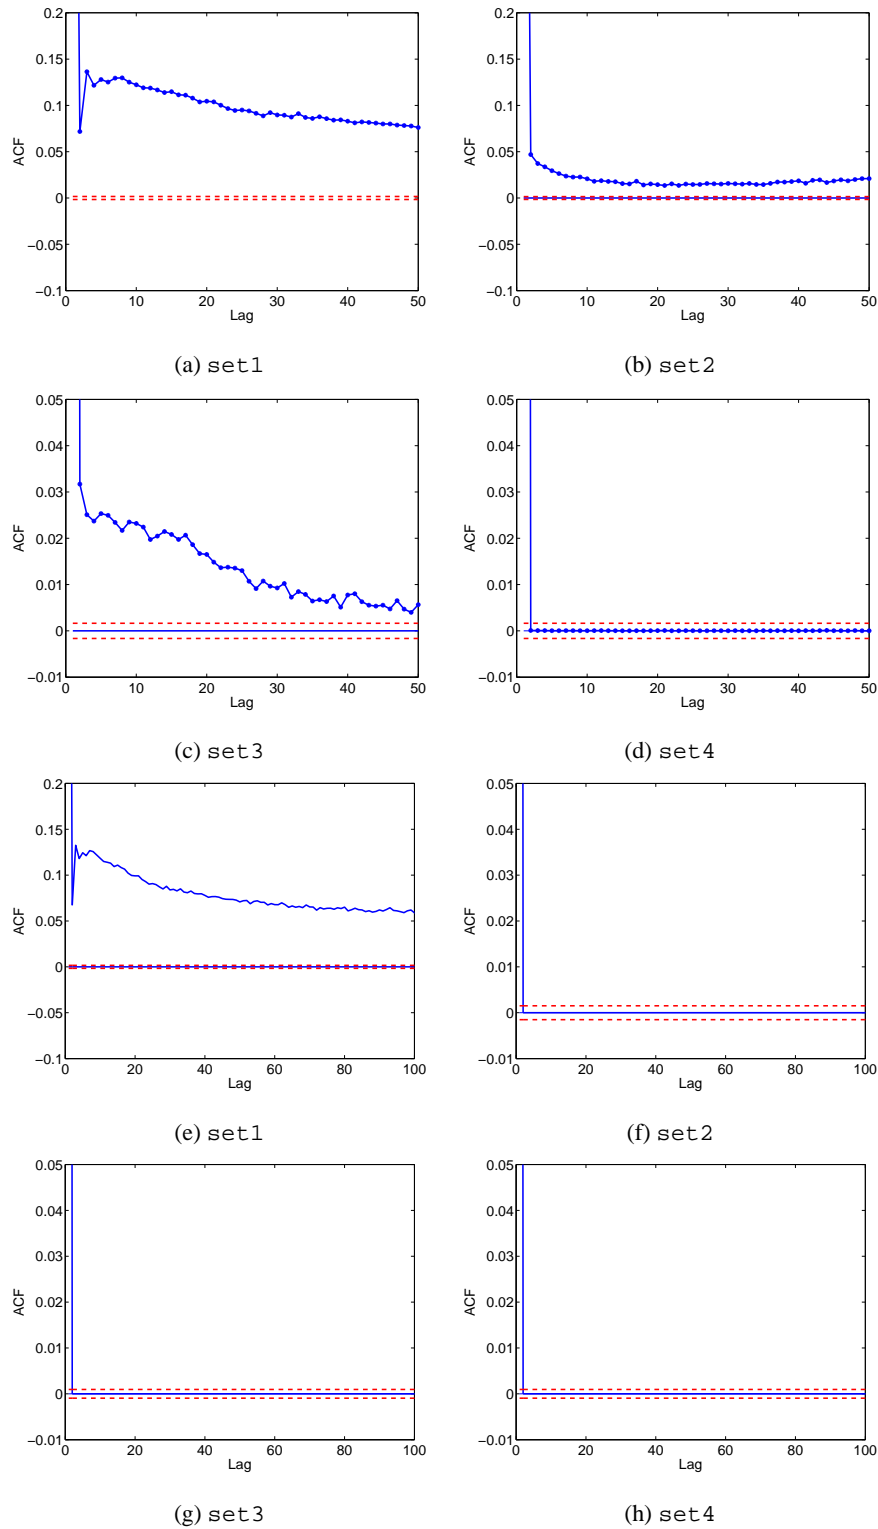 0.2
0.15
0.1
0.05
0
−0.05
−0.1
ACF
0 10 20 30 40 50
Lag
(a) set1
0.2
0.15
0.1
0.05
0
−0.05
−0.1
ACF
0 10 20 30 40 50
Lag
(b) set2
0.05
0.04
0.03
0.02
0.01
0
−0.01
ACF
0 10 20 30 40 50
Lag
(c) set3
0.05
0.04
0.03
0.02
0.01
0
−0.01
ACF
0 10 20 30 40 50
Lag
(d) set4
0.2
0.15
0.1
0.05
0
−0.05
−0.1
ACF
0 20 40 60 80 100
Lag
(e) set1
0.05
0.04
0.03
0.02
0.01
0
−0.01
ACF
0 20 40 60 80 100
Lag
(f) set2
0.05
0.04
0.03
0.02
0.01
0
−0.01
ACF
0 20 40 60 80 100
Lag
(g) set3
0.05
0.04
0.03
0.02
0.01
0
−0.01
ACF
0 20 40 60 80 100
Lag
(h) set4